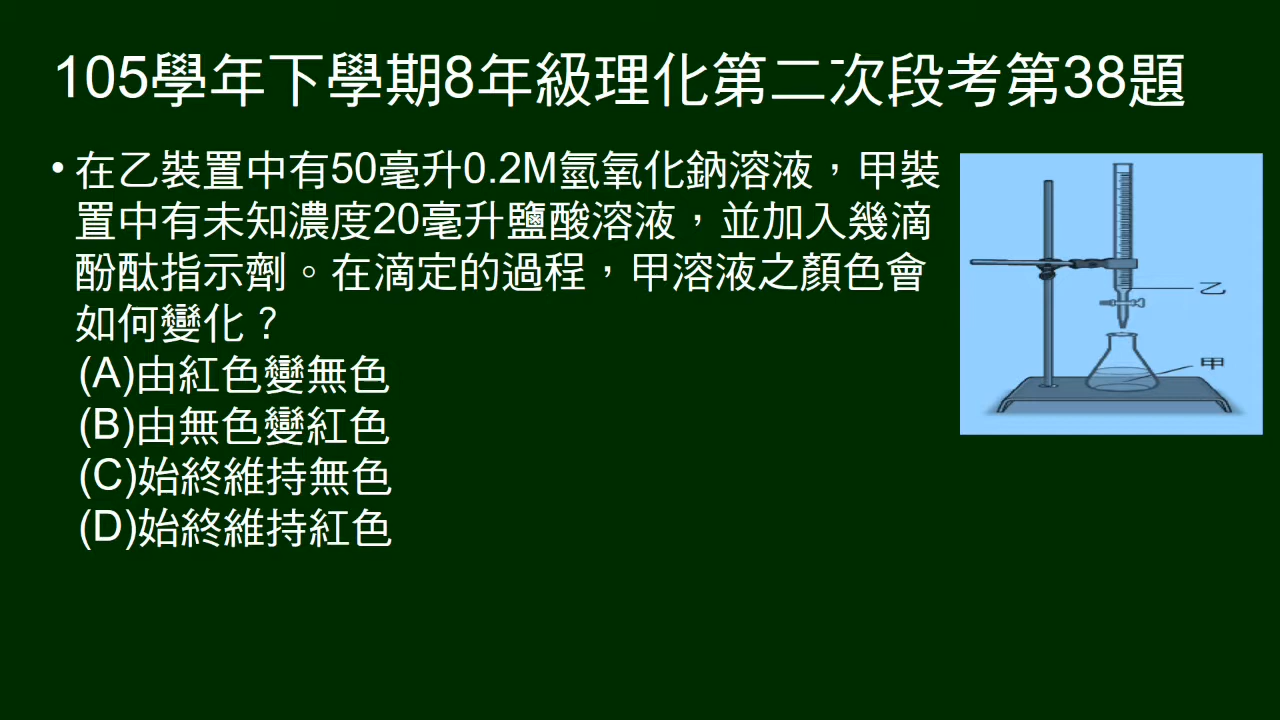 105學年下學期8年級理化第二次段考第38題
•在乙裝置中有50毫升0.2M氫氧化鈉溶液，甲裝
置中有未知濃度20毫升鹽酸溶液，並加入幾滴
酚酞指示劑。在滴定的過程，甲溶液之顏色會
如何變化？
(A)由紅色變無色
(B)由無色變紅色
(C)始終維持無色
(D)始終維持紅色
乙
甲